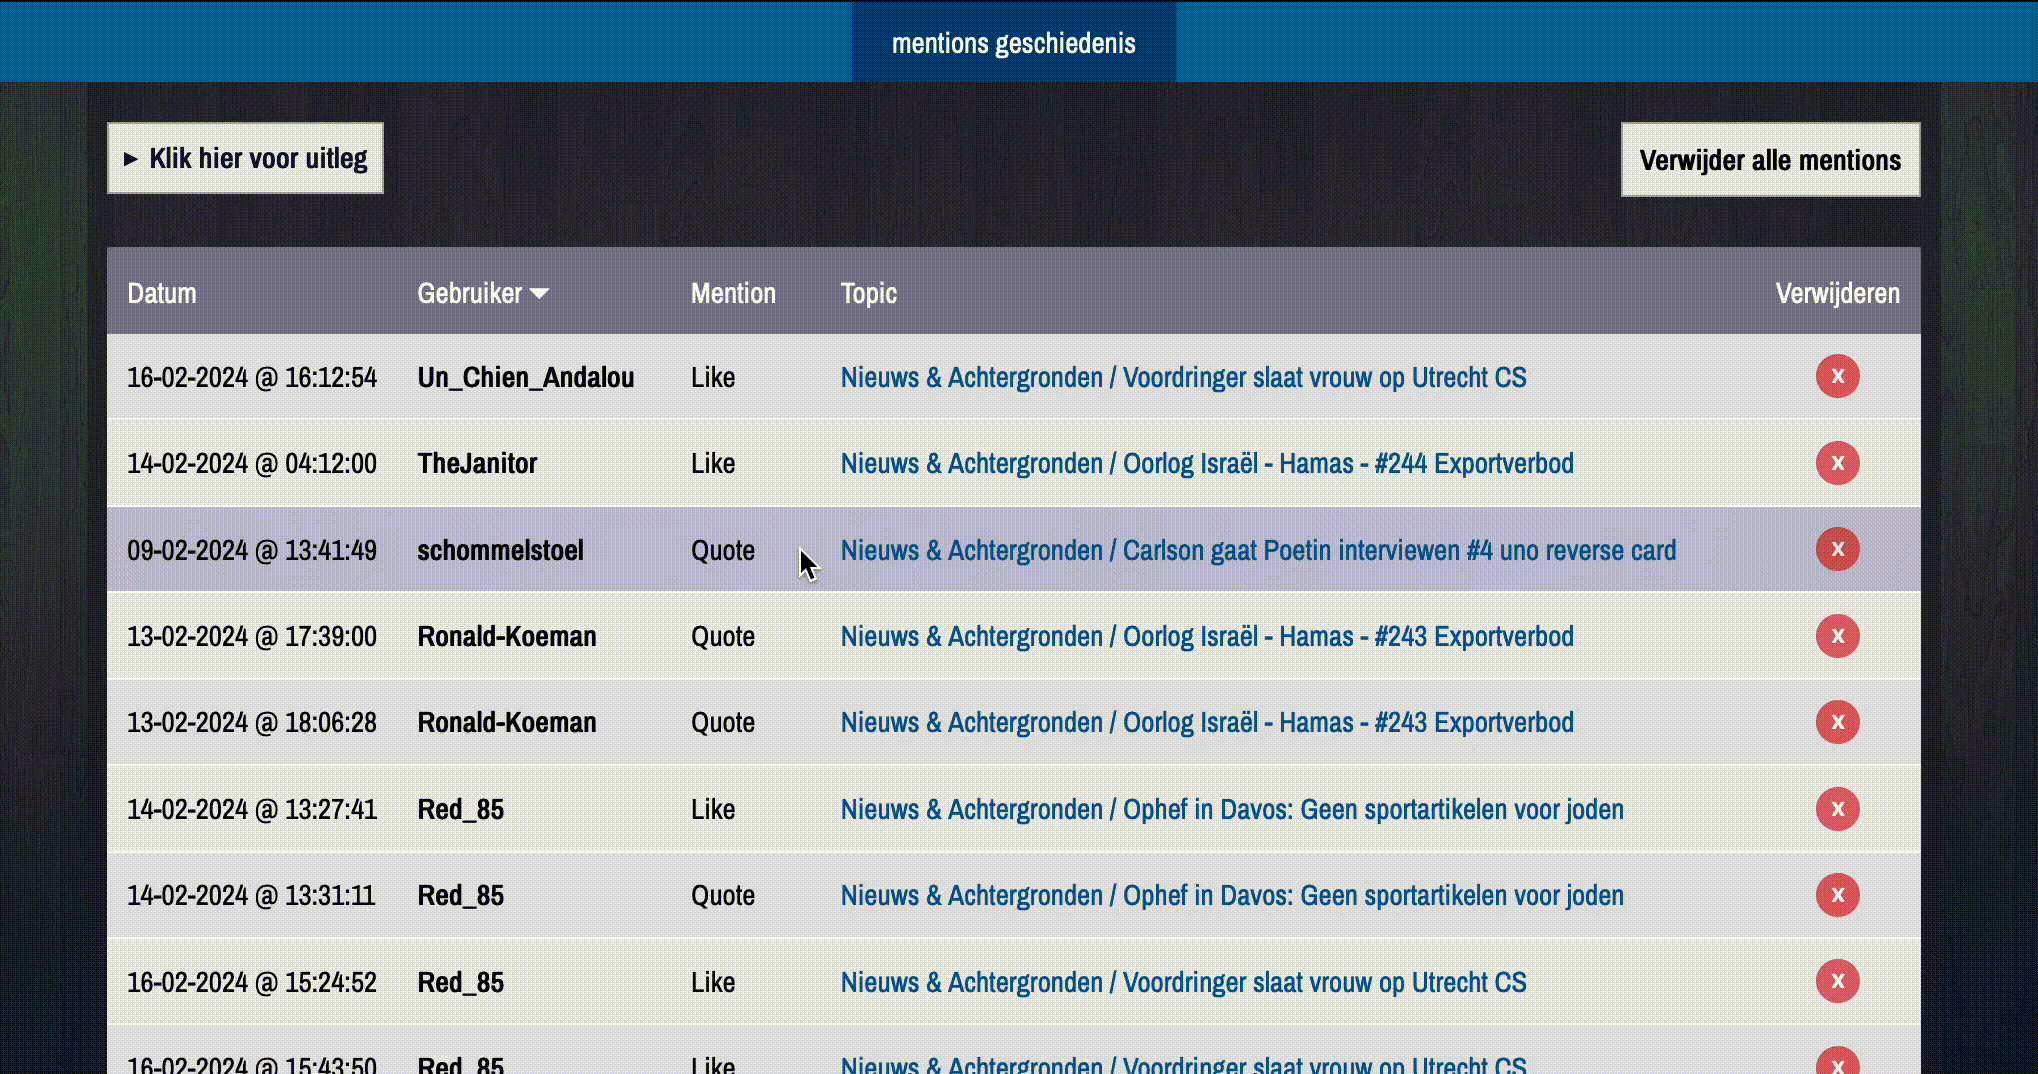 mentions geschiedenis
► Klik hier voor uitleg
Verwijder alle mentions
Datum Gebruiker Mention Topic Verwijderen
16-02-2024 @ 16:12:54 Un_Chien_Andalou Like Nieuws & Achtergronden / Voordringer slaat vrouw op Utrecht CS x
14-02-2024 @ 04:12:00 TheJanitor Like Nieuws & Achtergronden / Oorlog Israël - Hamas - #244 Exportverbod x
09-02-2024 @ 13:41:49 schommelstoel Quote Nieuws & Achtergronden / Carlson gaat Poetin interviewen #4 uno reverse card x
13-02-2024 @ 17:39:00 Ronald-Koeman Quote Nieuws & Achtergronden / Oorlog Israël - Hamas - #243 Exportverbod x
13-02-2024 @ 18:06:28 Ronald-Koeman Quote Nieuws & Achtergronden / Oorlog Israël - Hamas - #243 Exportverbod x
14-02-2024 @ 13:27:41 Red_85 Like Nieuws & Achtergronden / Ophef in Davos: Geen sportartikelen voor joden x
14-02-2024 @ 13:31:11 Red_85 Quote Nieuws & Achtergronden / Ophef in Davos: Geen sportartikelen voor joden x
16-02-2024 @ 15:24:52 Red_85 Like Nieuws & Achtergronden / Voordringer slaat vrouw op Utrecht CS x
16-02-2024 @ 15:43:50 Red_85 Like Nieuws & Achtergronden / Voordringer slaat vrouw op Utrecht CS x